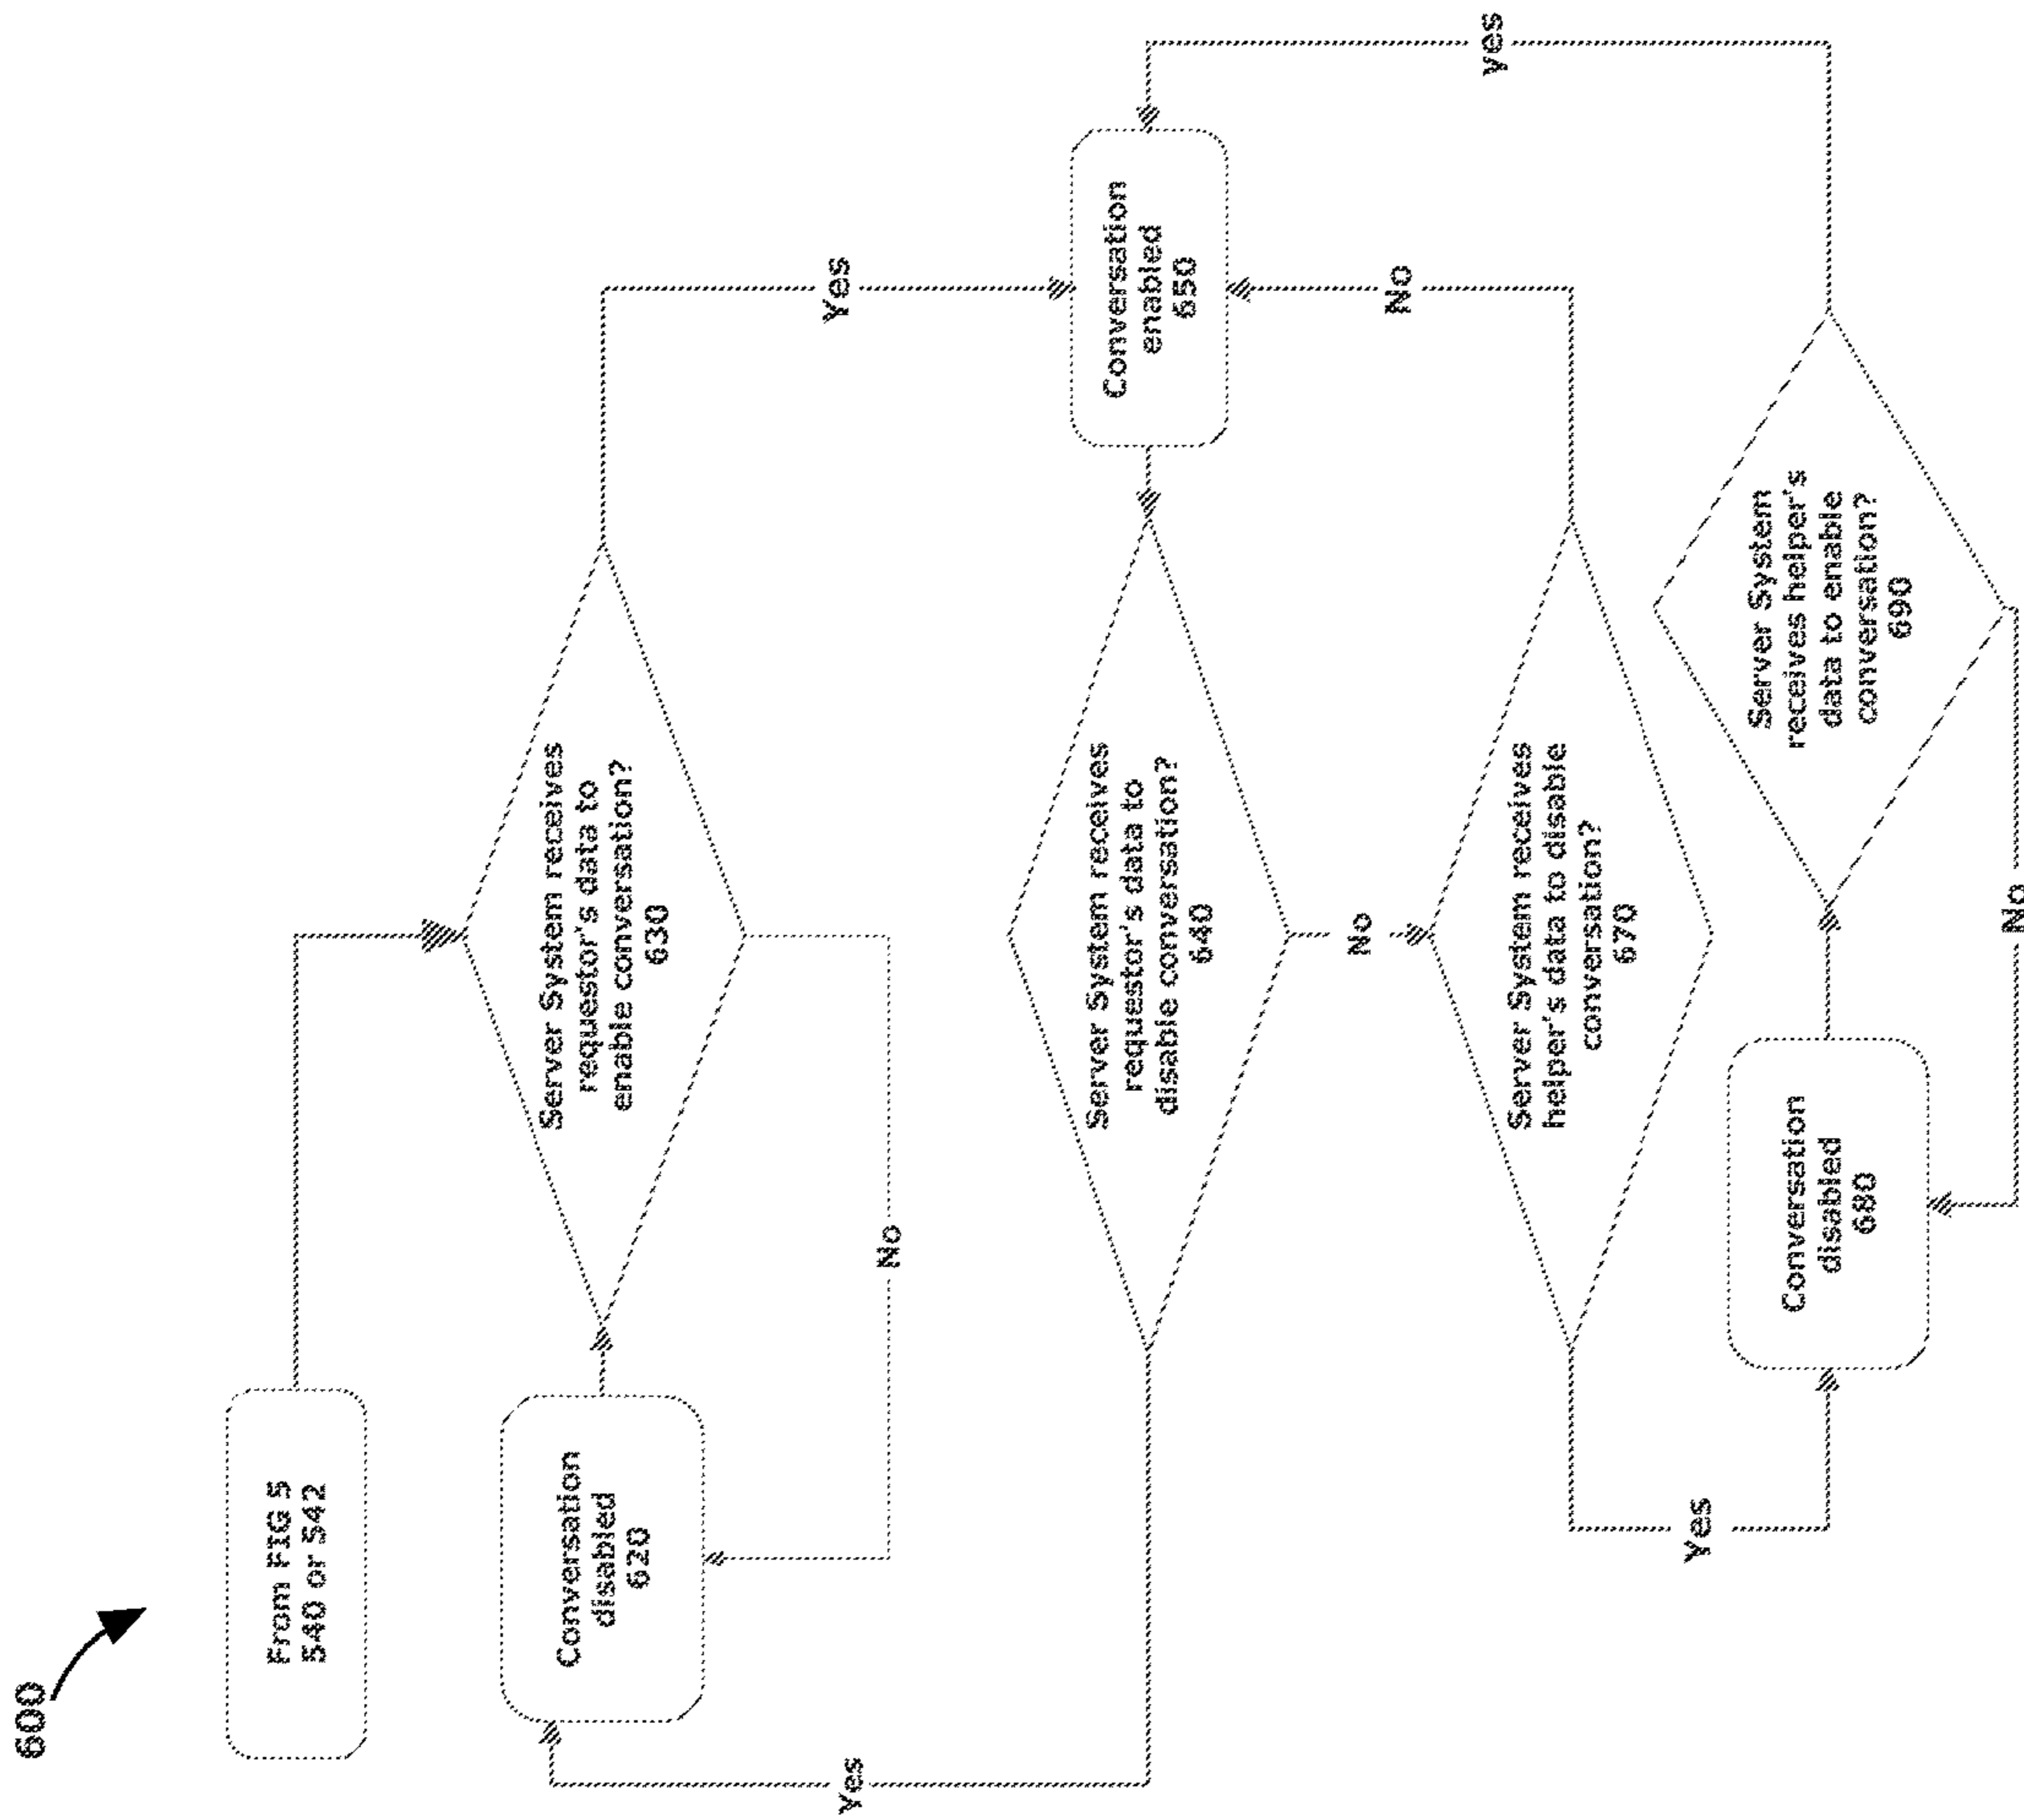 600
From FIG 5
540 or 542
Conversation
disabled
620
Server System receives
requestor's data to
enable conversation?
630
No
Yes
Yes
Server System receives
requestor's data to
disable conversation?
640
Conversation
enabled
650
No
No
Server System receives
helper's data to disable
conversation?
670
yes
Yes
Conversation
disabled
680
Server System
receives helper's
data to enable
conversation?
690
No